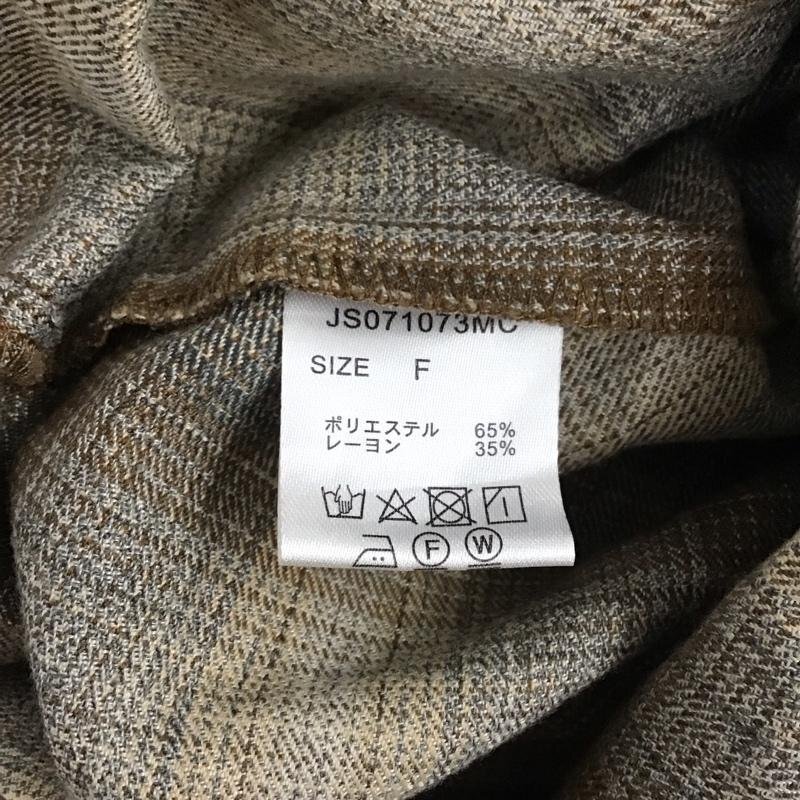 JS071073MC
SIZE F
ポリエステル 65%
レーヨン 35%
F W